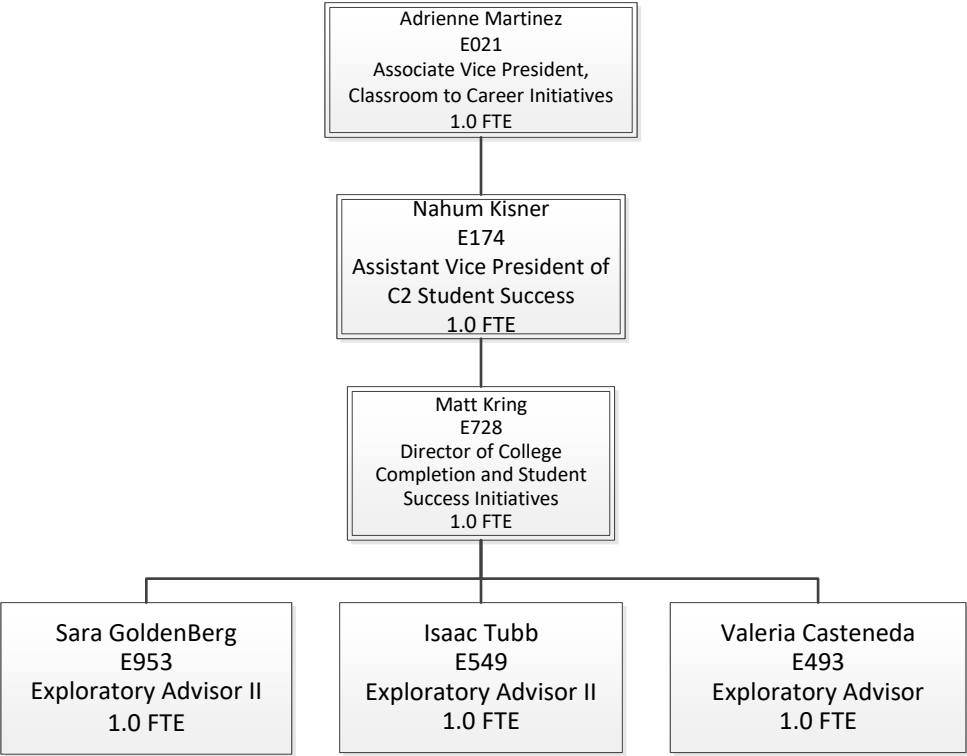 Adrienne Martinez
E021
Associate Vice President,
Classroom to Career Initiatives
1.0 FTE
Nahum Kisner
E174
Assistant Vice President of
C2 Student Success
1.0 FTE
Matt Kring
E728
Director of College
Completion and Student
Success Initiatives
1.0 FTE
Sara GoldenBerg
E953
Exploratory Advisor II
1.0 FTE
Isaac Tubb
E549
Exploratory Advisor II
1.0 FTE
Valeria Casteneda
E493
Exploratory Advisor
1.0 FTE